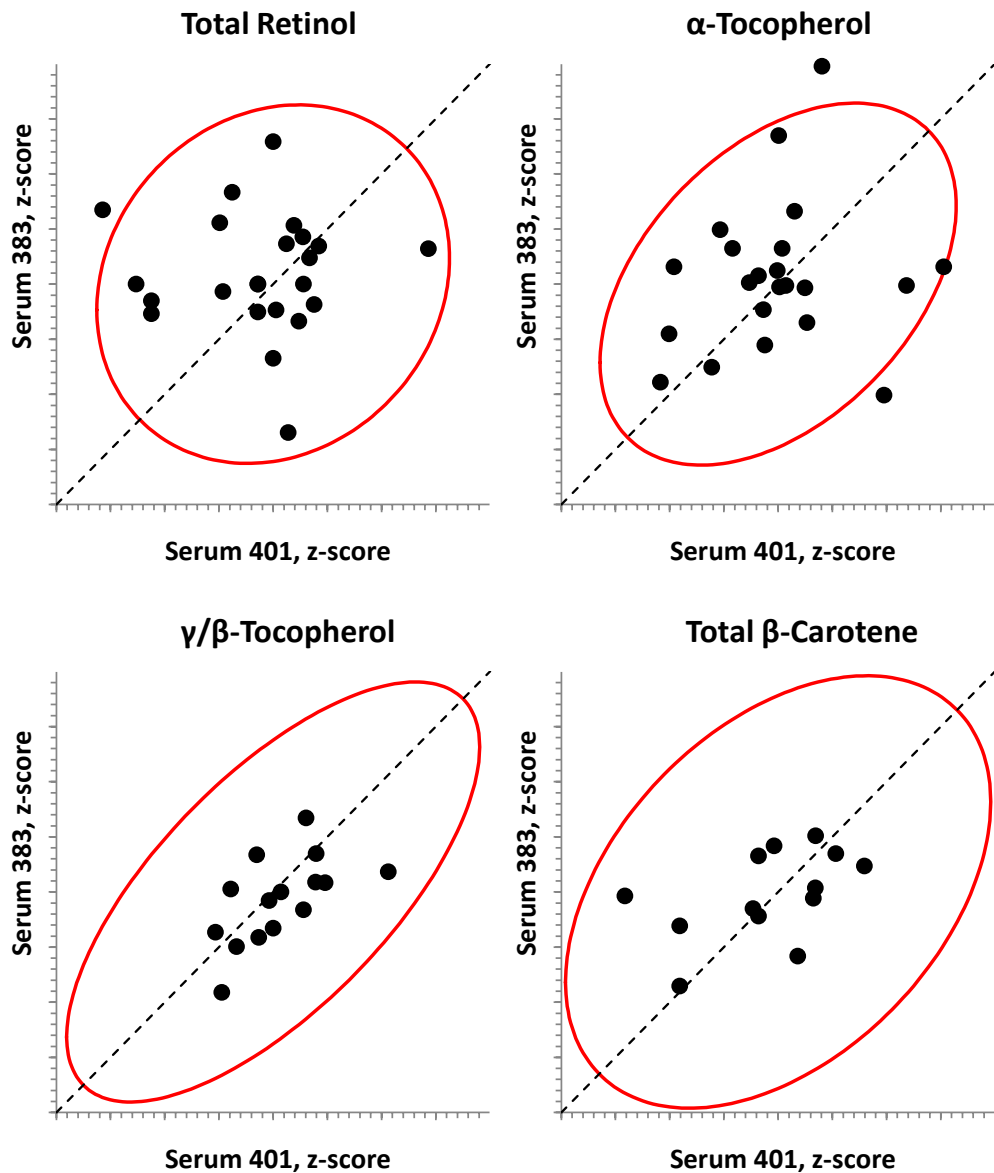 Total Retinol
Serum 383, z-score
Serum 401, z-score
α-Tocopherol
Serum 383, z-score
Serum 401, z-score
γ/β-Tocopherol
Serum 383, z-score
Serum 401, z-score
Total β-Carotene
Serum 383, z-score
Serum 401, z-score